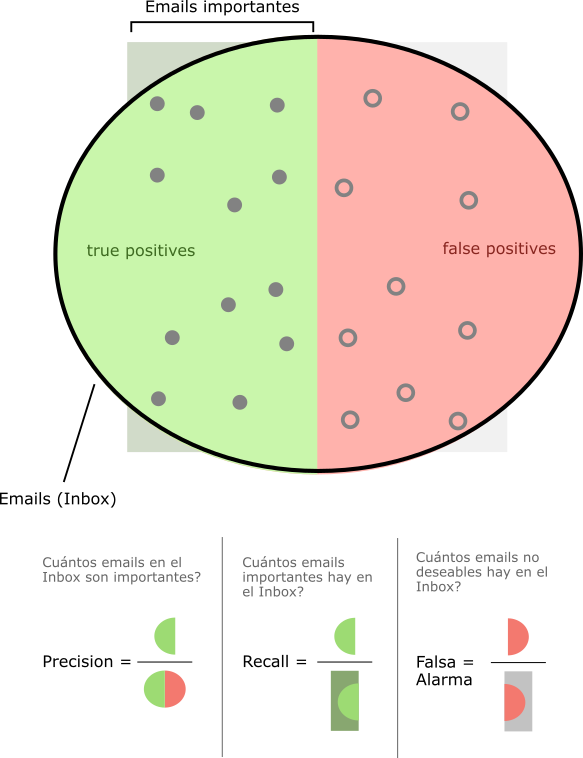 Emails importantes
true positives
false positives
Emails (Inbox)
Cuántos emails en el
Inbox son importantes?
Precision =
Cuántos emails
importantes hay en
el Inbox?
Recall =
Cuántos emails no
deseables hay en el
Inbox?
Falsa =
Alarma